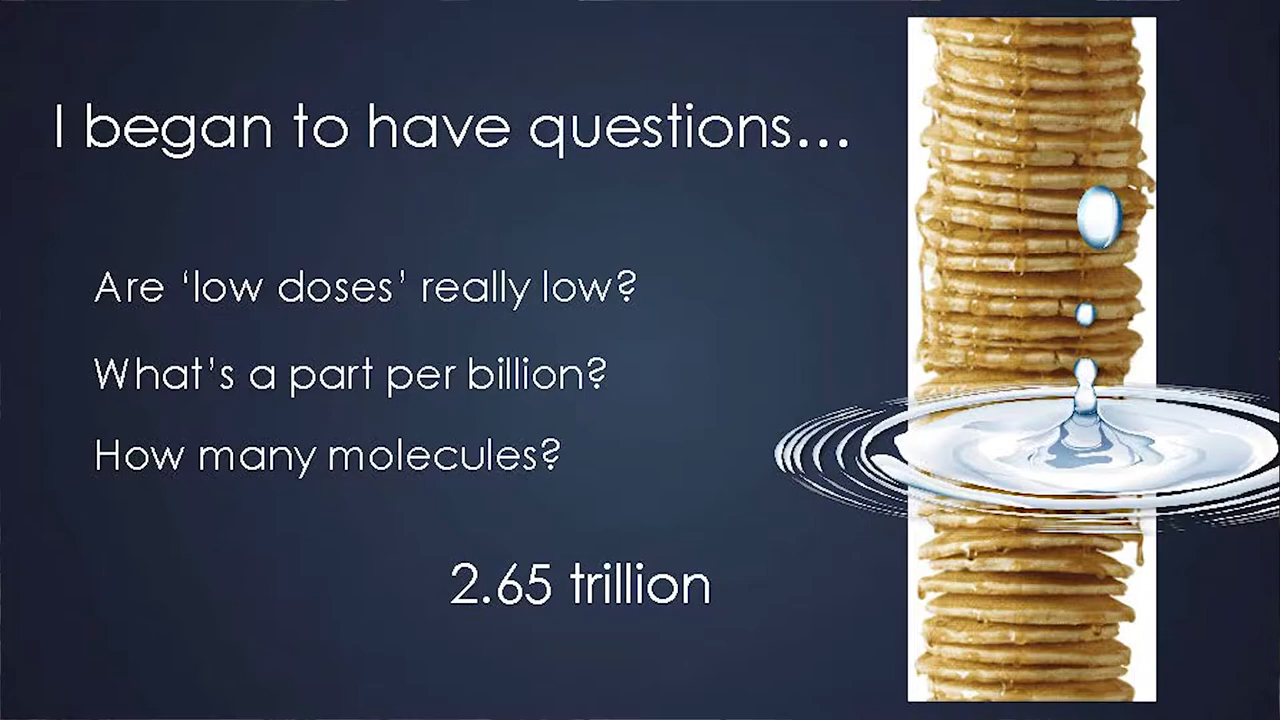 I began to have questions...
Are ‘low doses’ really low?
What’s a part per billion?
How many molecules?
2.65 trillion